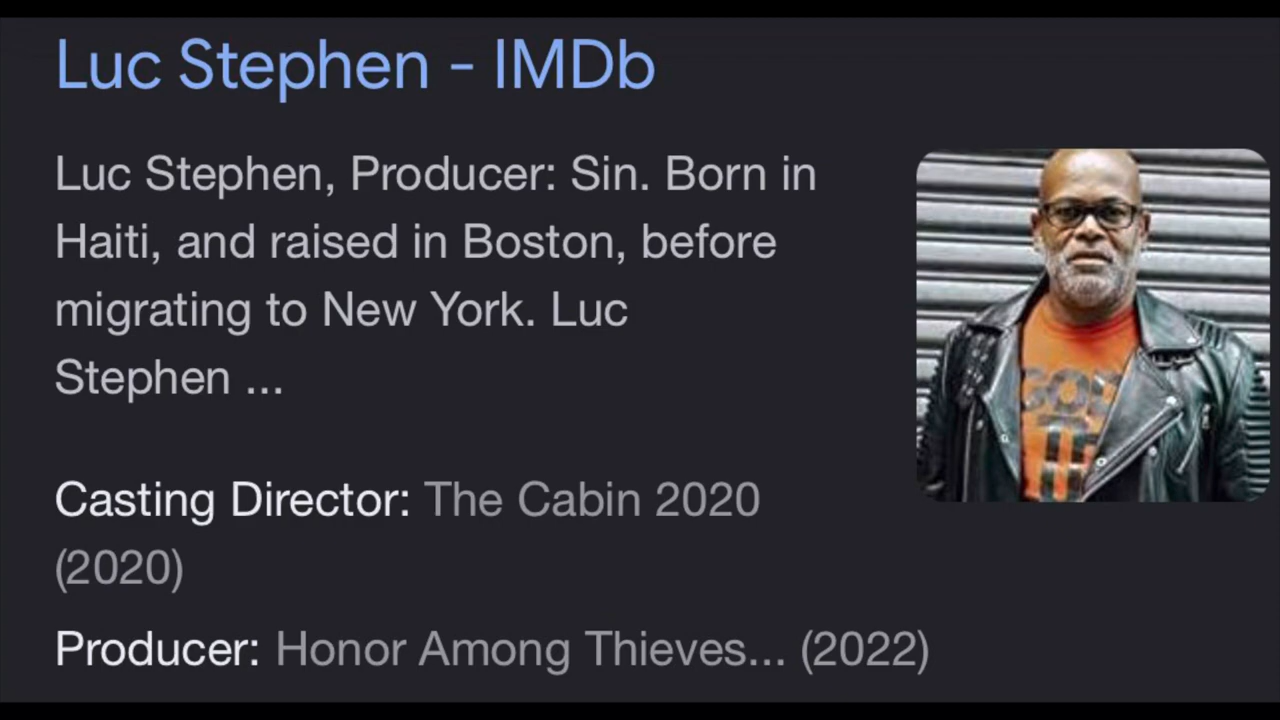 Luc Stephen - IMDb
Luc Stephen, Producer: Sin. Born in
Haiti, and raised in Boston, before
migrating to New York. Luc
Stephen ...
Casting Director: The Cabin 2020
(2020)
Producer: Honor Among Thieves... (2022)
GOD